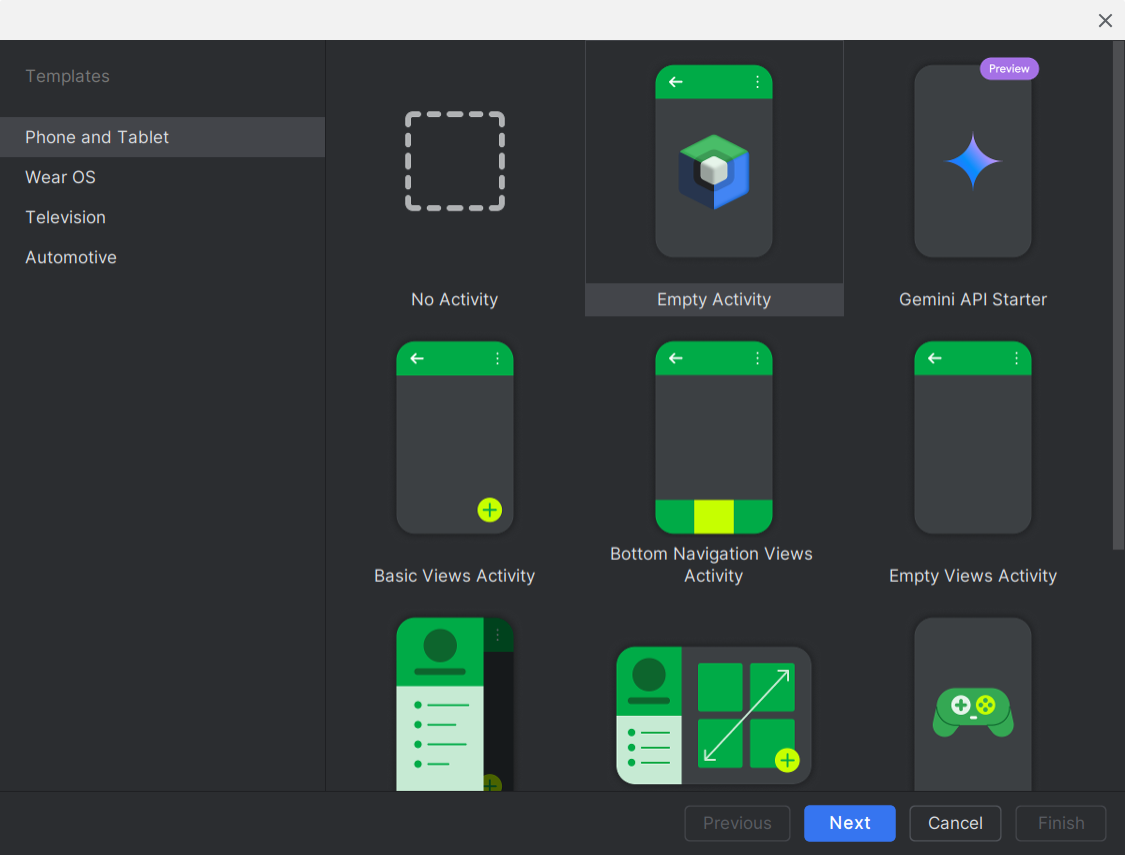 Templates
Phone and Tablet
Wear OS
Television
Automotive
Preview
No Activity
Empty Activity
Gemini API Starter
Basic Views Activity
Bottom Navigation Views
Activity
Empty Views Activity
Previous
Next
Cancel
Finish